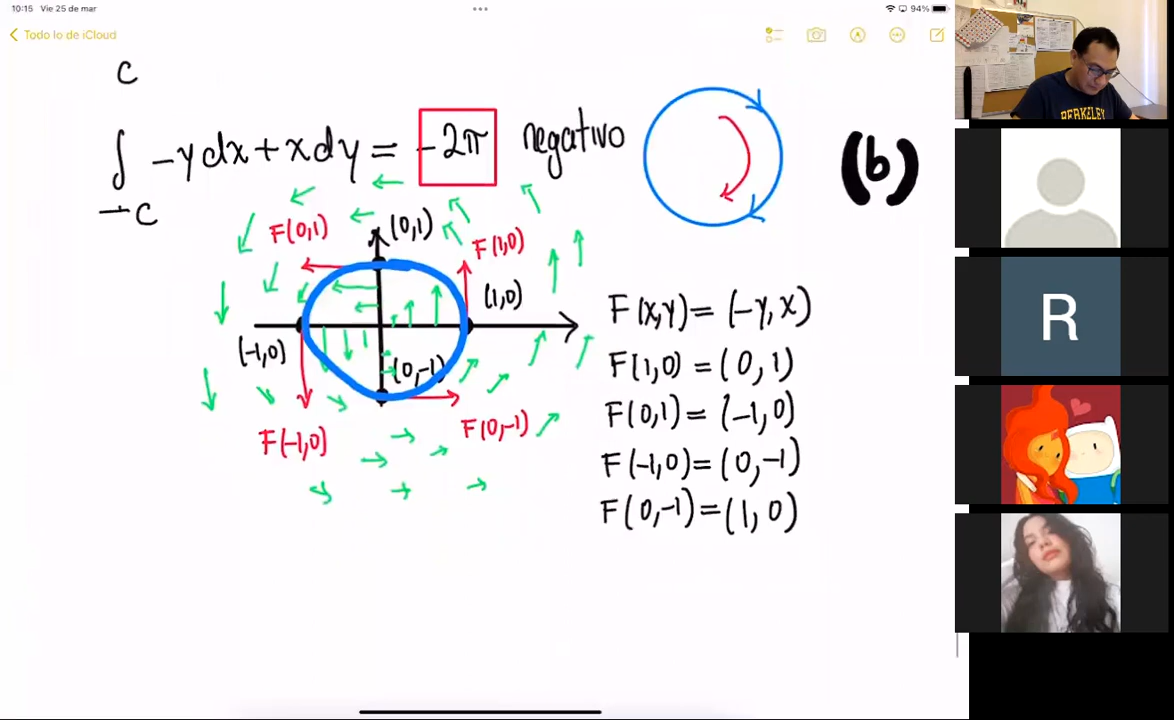 10:15 Vie 25 de mar
94%
Todo lo de iCloud
C
∫ -ydx+xdy = -2π negativo
-C
(b)
F(0,1)
(0,1)
F(1,0)
(1,0)
(-1,0)
(0,-1)
F(-1,0)
F(0,-1)
F(x,y)=(-y,x)
F(1,0)=(0,1)
F(0,1)=(-1,0)
F(-1,0)=(0,-1)
F(0,-1)=(1,0)
BERKELEY
R